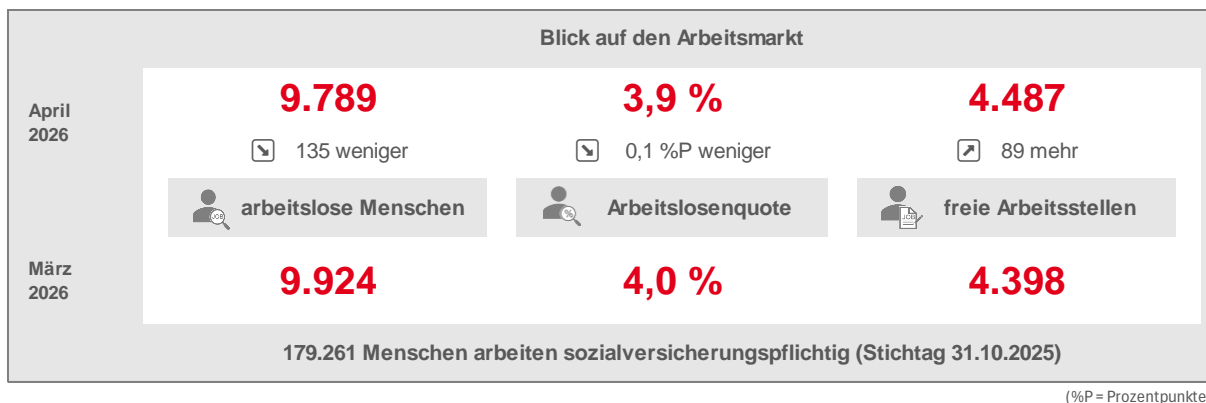 Blick auf den Arbeitsmarkt
April
2026
9.789
3,9 %
4.487
135 weniger
0,1 %P weniger
89 mehr
JOB
arbeitslose Menschen
%
Arbeitslosenquote
JOB
freie Arbeitsstellen
März
2026
9.924
4,0 %
4.398
179.261 Menschen arbeiten sozialversicherungspflichtig (Stichtag 31.10.2025)
(%P = Prozentpunkte